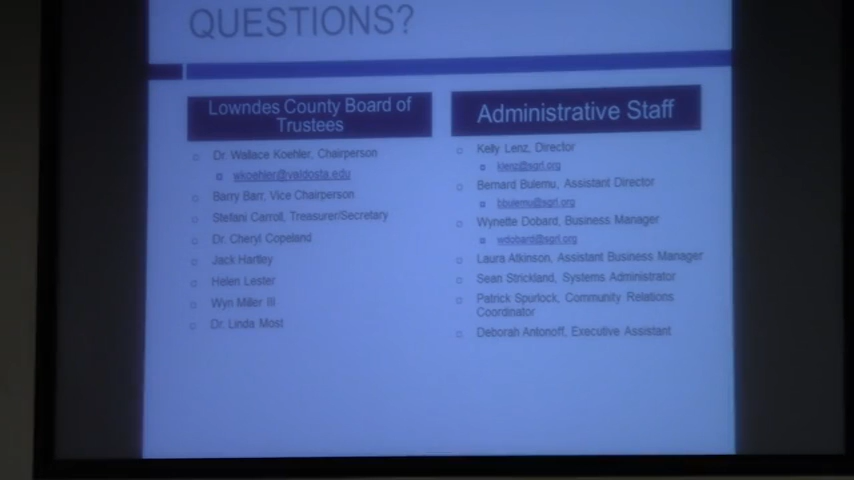 QUESTIONS?
Lowndes County Board of
Trustees
Dr. Wallace Koehler, Chairperson
wkoehler@valdosta.edu
Barry Barr, Vice Chairperson
Stefani Carroll, Treasurer/Secretary
Dr. Cheryl Copeland
Jack Hartley
Helen Lester
Wyn Miller III
Dr. Linda Most
Administrative Staff
Kelly Lenz, Director
klenz@sgrl.org
Bernard Bulemu, Assistant Director
bbulemu@sgrl.org
Wynette Dobard, Business Manager
wdobard@sgrl.org
Laura Atkinson, Assistant Business Manager
Sean Strickland, Systems Administrator
Patrick Spurlock, Community Relations
Coordinator
Deborah Antonoff, Executive Assistant